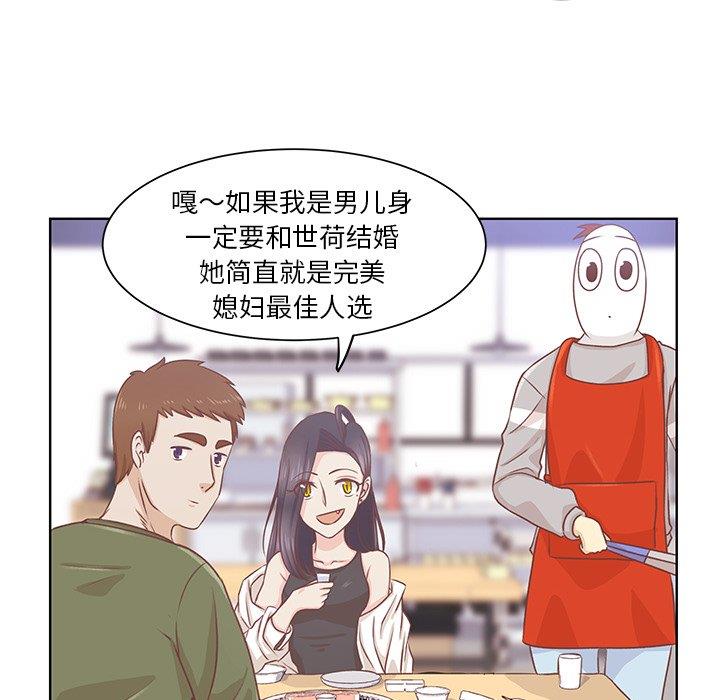 嘎～如果我是男儿身
一定要和世荷结婚
她简直就是完美
媳妇最佳人选